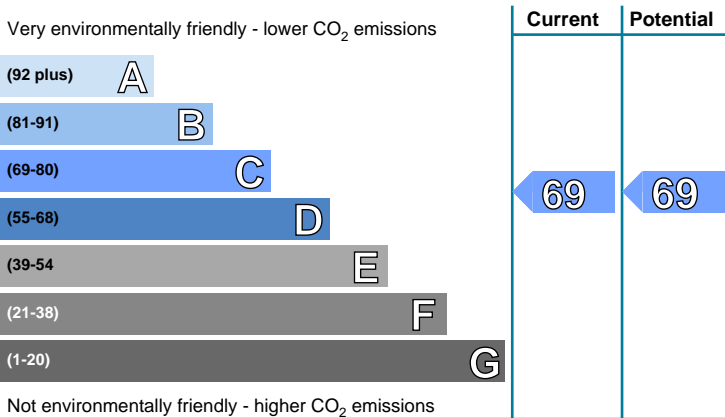 Very environmentally friendly - lower CO2 emissions
Current
Potential
(92 plus) A
(81-91) B
(69-80) C
69
69
(55-68) D
(39-54 E
(21-38) F
(1-20) G
Not environmentally friendly - higher CO2 emissions